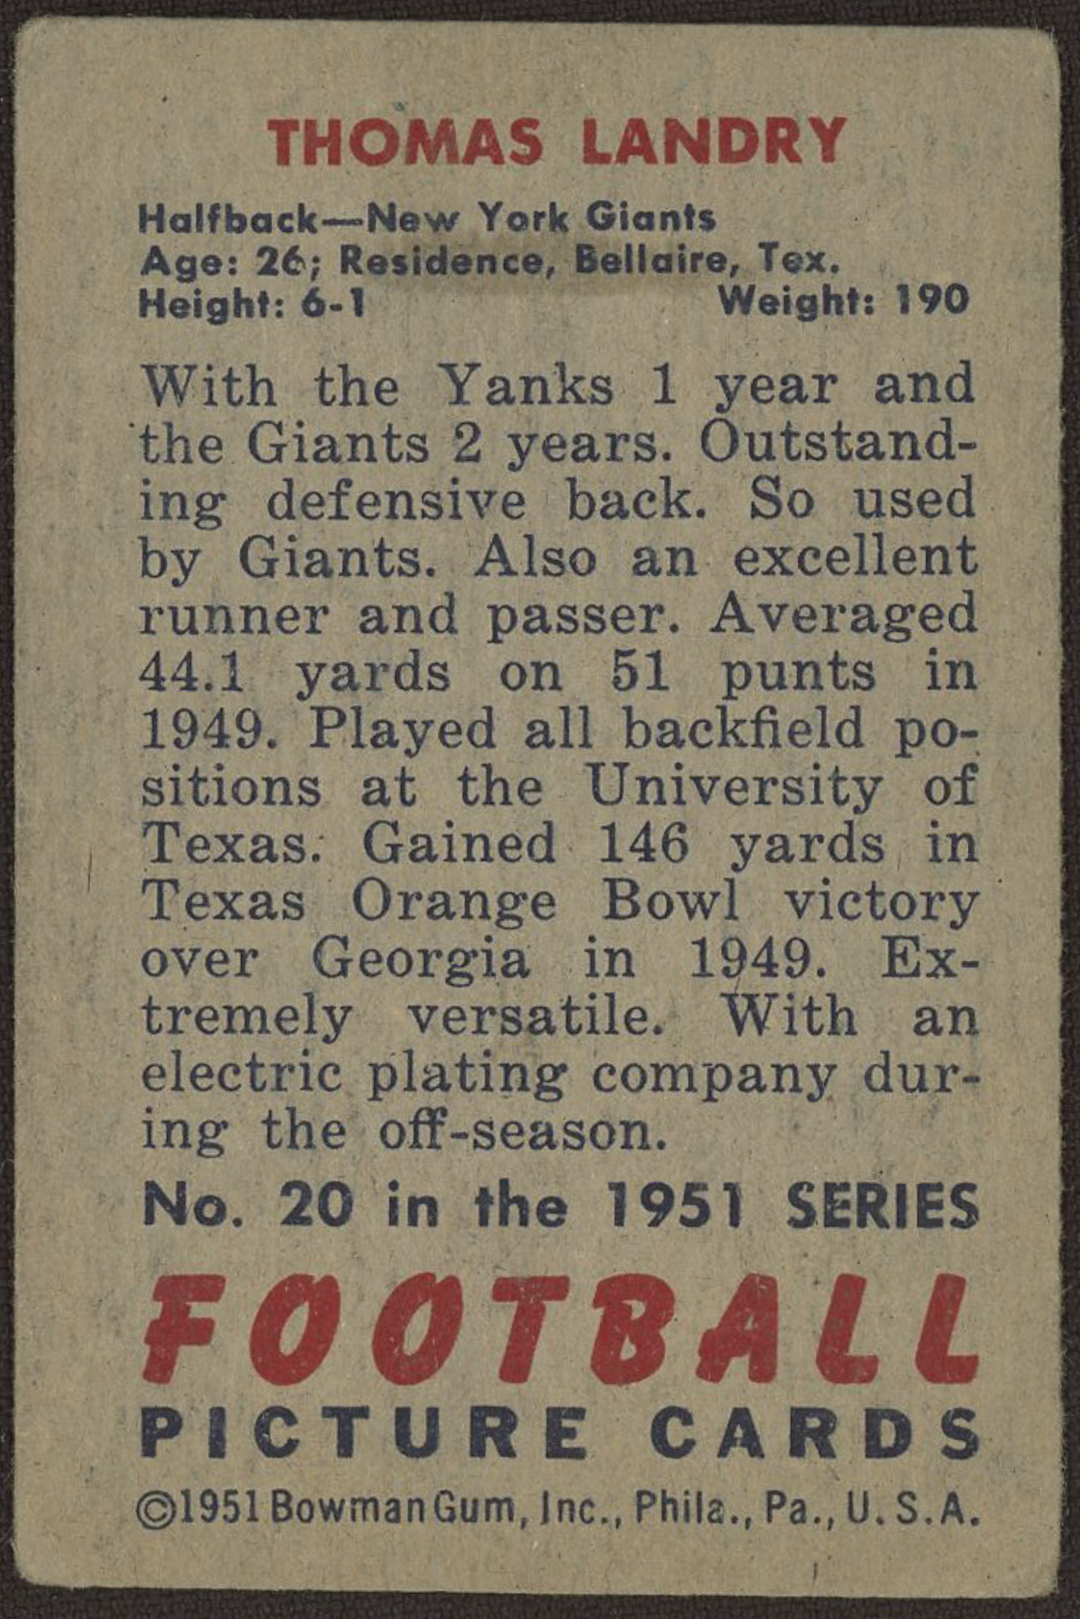 THOMAS LANDRY
Halfback—New York Giants
Age: 26; Residence, Bellaire, Tex.
Height: 6-1 Weight: 190
With the Yanks 1 year and
the Giants 2 years. Outstand-
ing defensive back. So used
by Giants. Also an excellent
runner and passer. Averaged
44.1 yards on 51 punts in
1949. Played all backfield po-
sitions at the University of
Texas. Gained 146 yards in
Texas Orange Bowl victory
over Georgia in 1949. Ex-
tremely versatile. With an
electric plating company dur-
ing the off-season.
No. 20 in the 1951 SERIES
FOOTBALL
PICTURE CARDS
©1951 Bowman Gum, Inc., Phila., Pa., U.S.A.